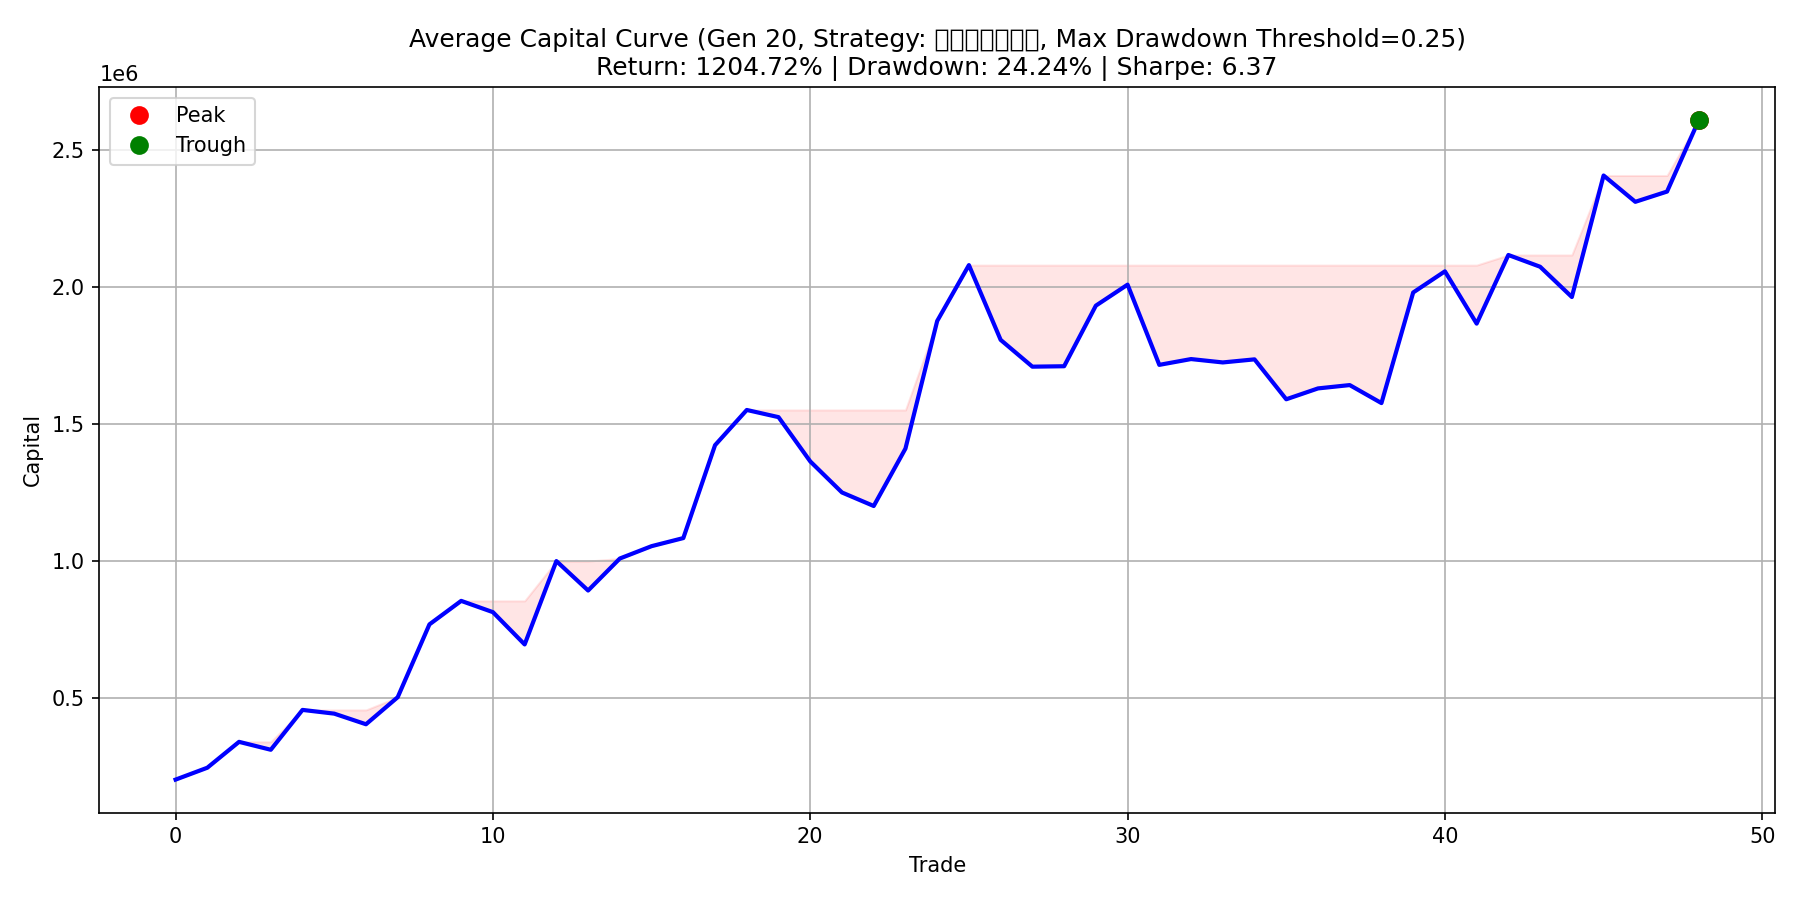 Average Capital Curve (Gen 20, Strategy: □□□□□□□, Max Drawdown Threshold=0.25)
Return: 1204.72% | Drawdown: 24.24% | Sharpe: 6.37
1e6
Peak
Trough
2.5
2.0
1.5
1.0
0.5
Capital
0 10 20 30 40 50
Trade